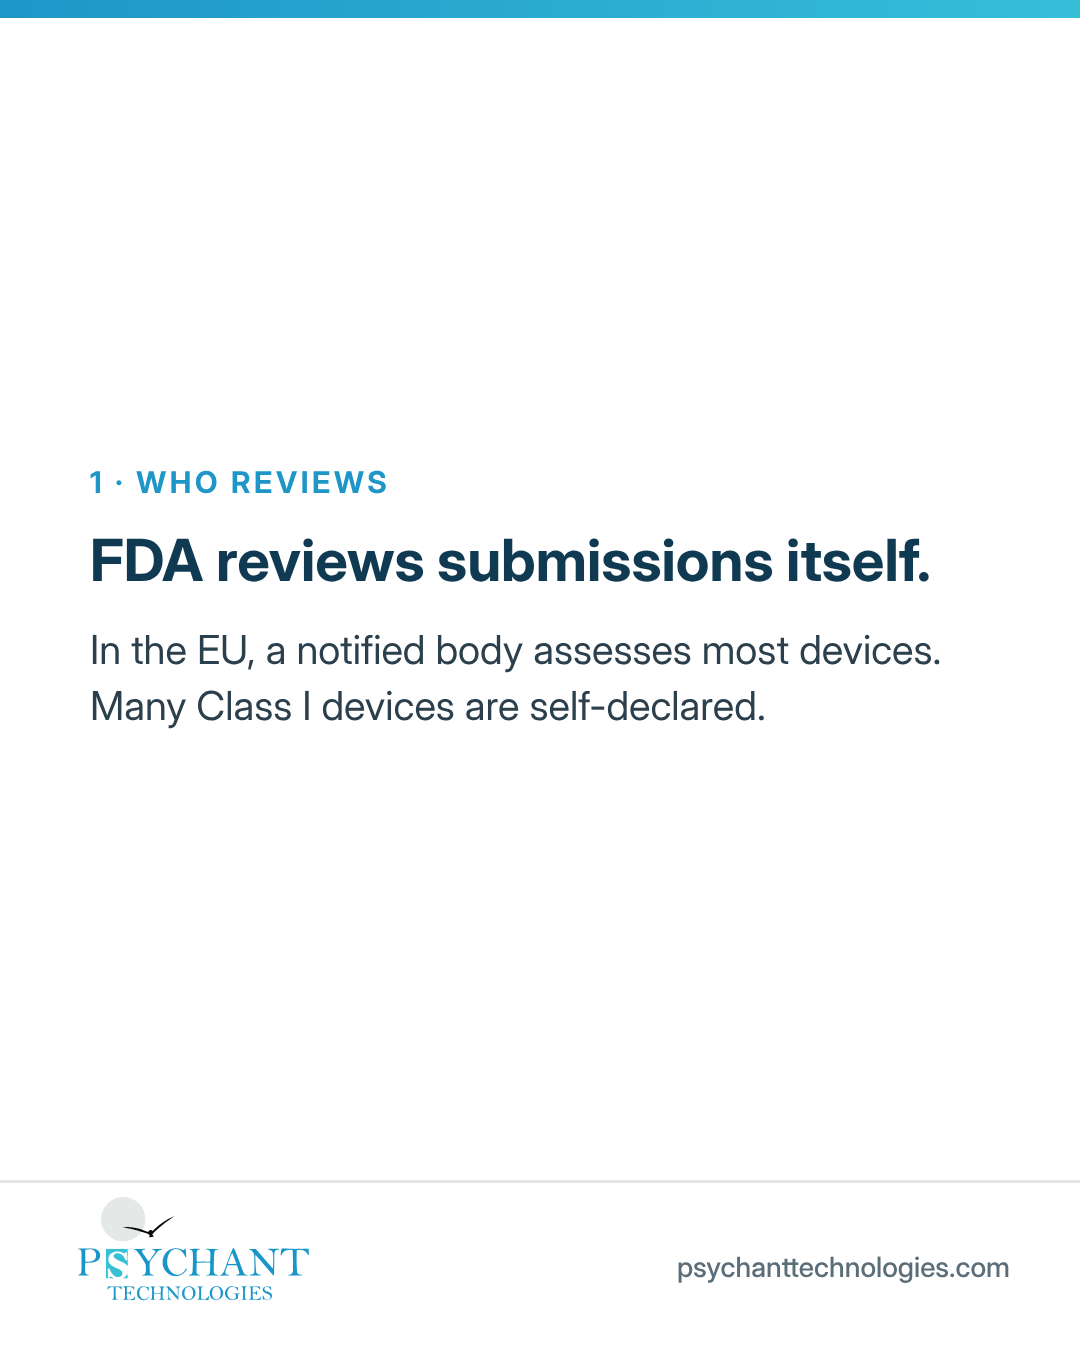 1 · WHO REVIEWS
FDA reviews submissions itself.
In the EU, a notified body assesses most devices.
Many Class I devices are self-declared.
PSYCHANT
TECHNOLOGIES
psychanttechnologies.com